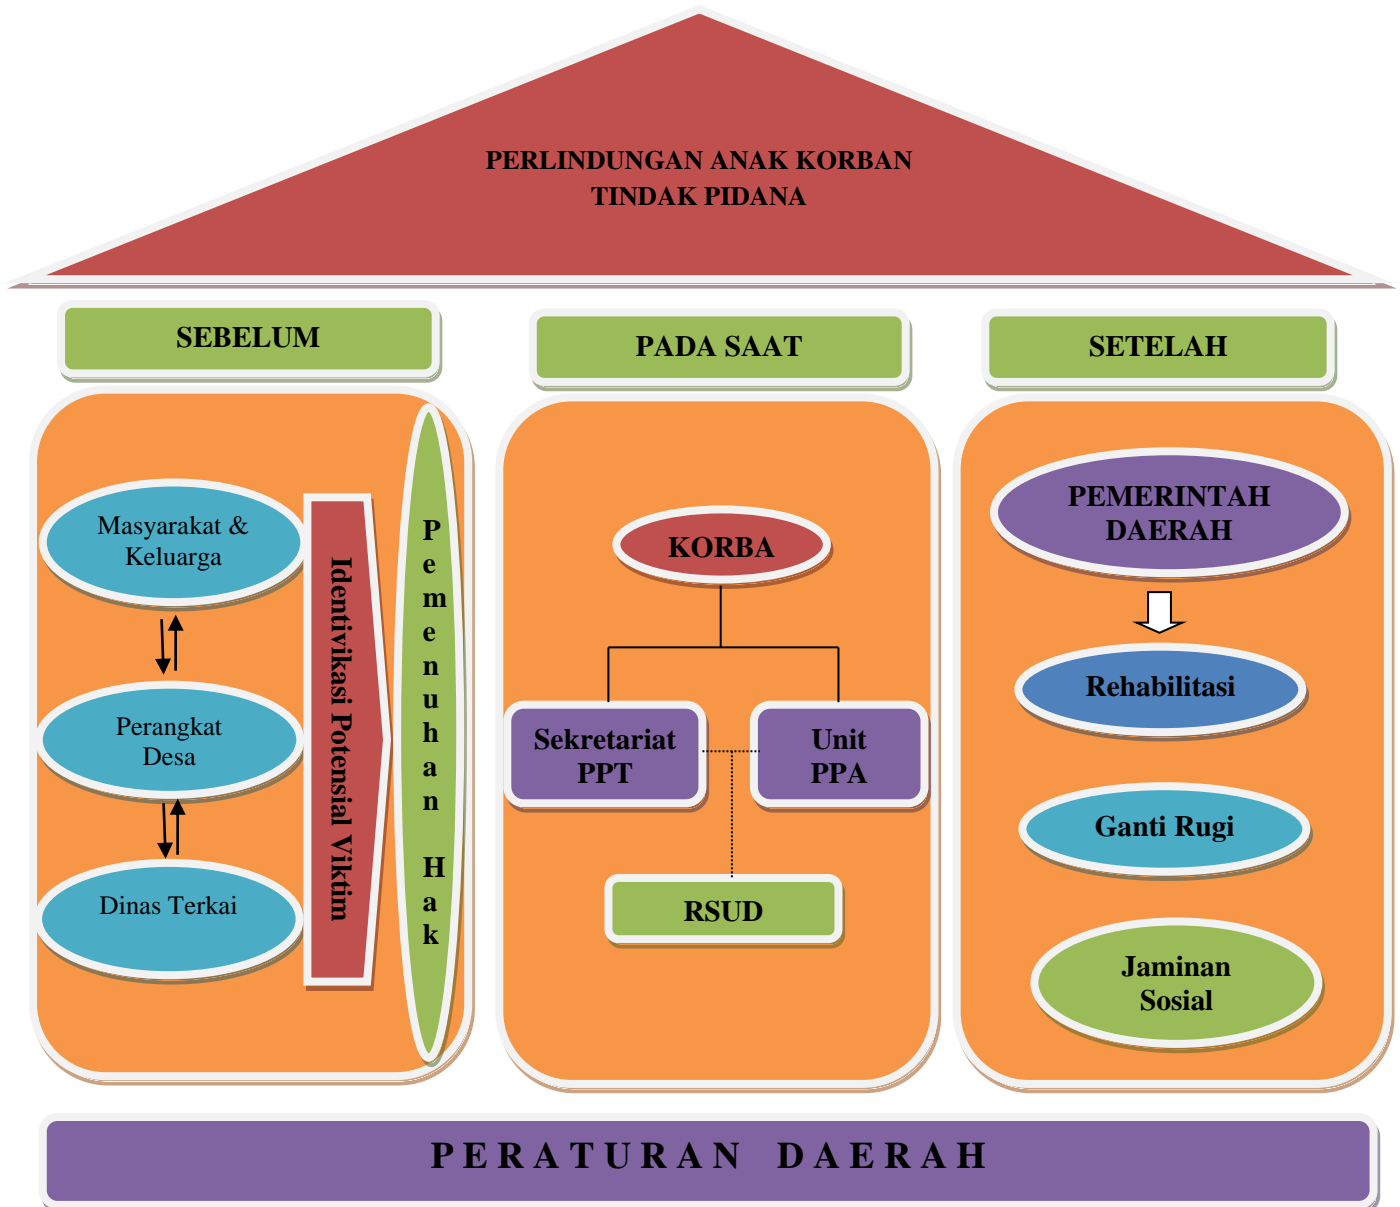 PERLINDUNGAN ANAK KORBAN
TINDAK PIDANA
SEBELUM
Masyarakat &
Keluarga
Perangkat
Desa
Dinas Terkai
Identivikasi Potensial Viktim
Pemenuhan Hak
PADA SAAT
KORBA
Sekretariat
PPT
Unit
PPA
RSUD
SETELAH
PEMERINTAH
DAERAH
Rehabilitasi
Ganti Rugi
Jaminan
Sosial
PERATURAN DAERAH